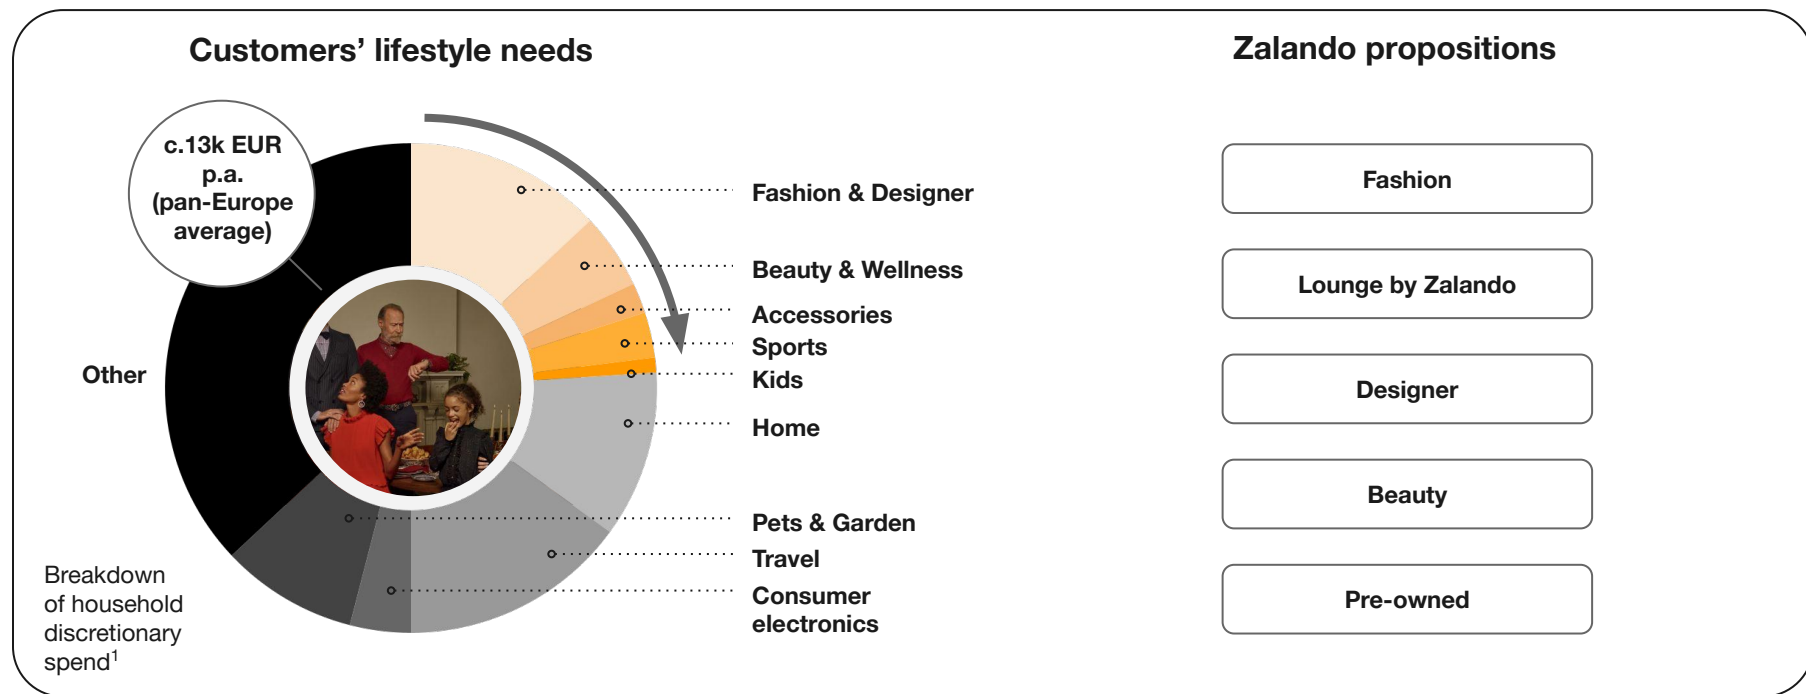 Customers’ lifestyle needs
c.13k EUR
p.a.
(pan-Europe
average)
Other
Breakdown
of household
discretionary
spend¹
Fashion & Designer
Beauty & Wellness
Accessories
Sports
Kids
Home
Pets & Garden
Travel
Consumer
electronics
Zalando propositions
Fashion
Lounge by Zalando
Designer
Beauty
Pre-owned